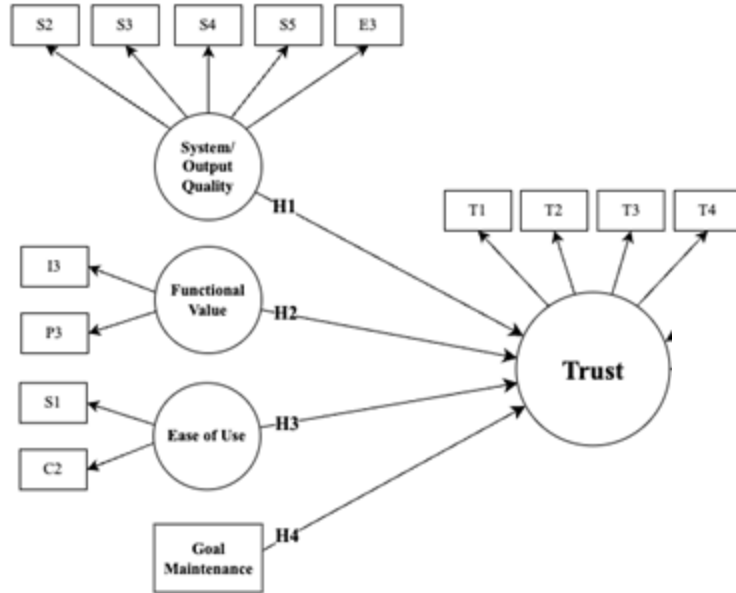 S2 S3 S4 S5 E3
System/
Output
Quality
H1
T1 T2 T3 T4
I3
Functional
Value
H2
P3
Trust
S1
Ease of Use
H3
C2
H4
Goal
Maintenance